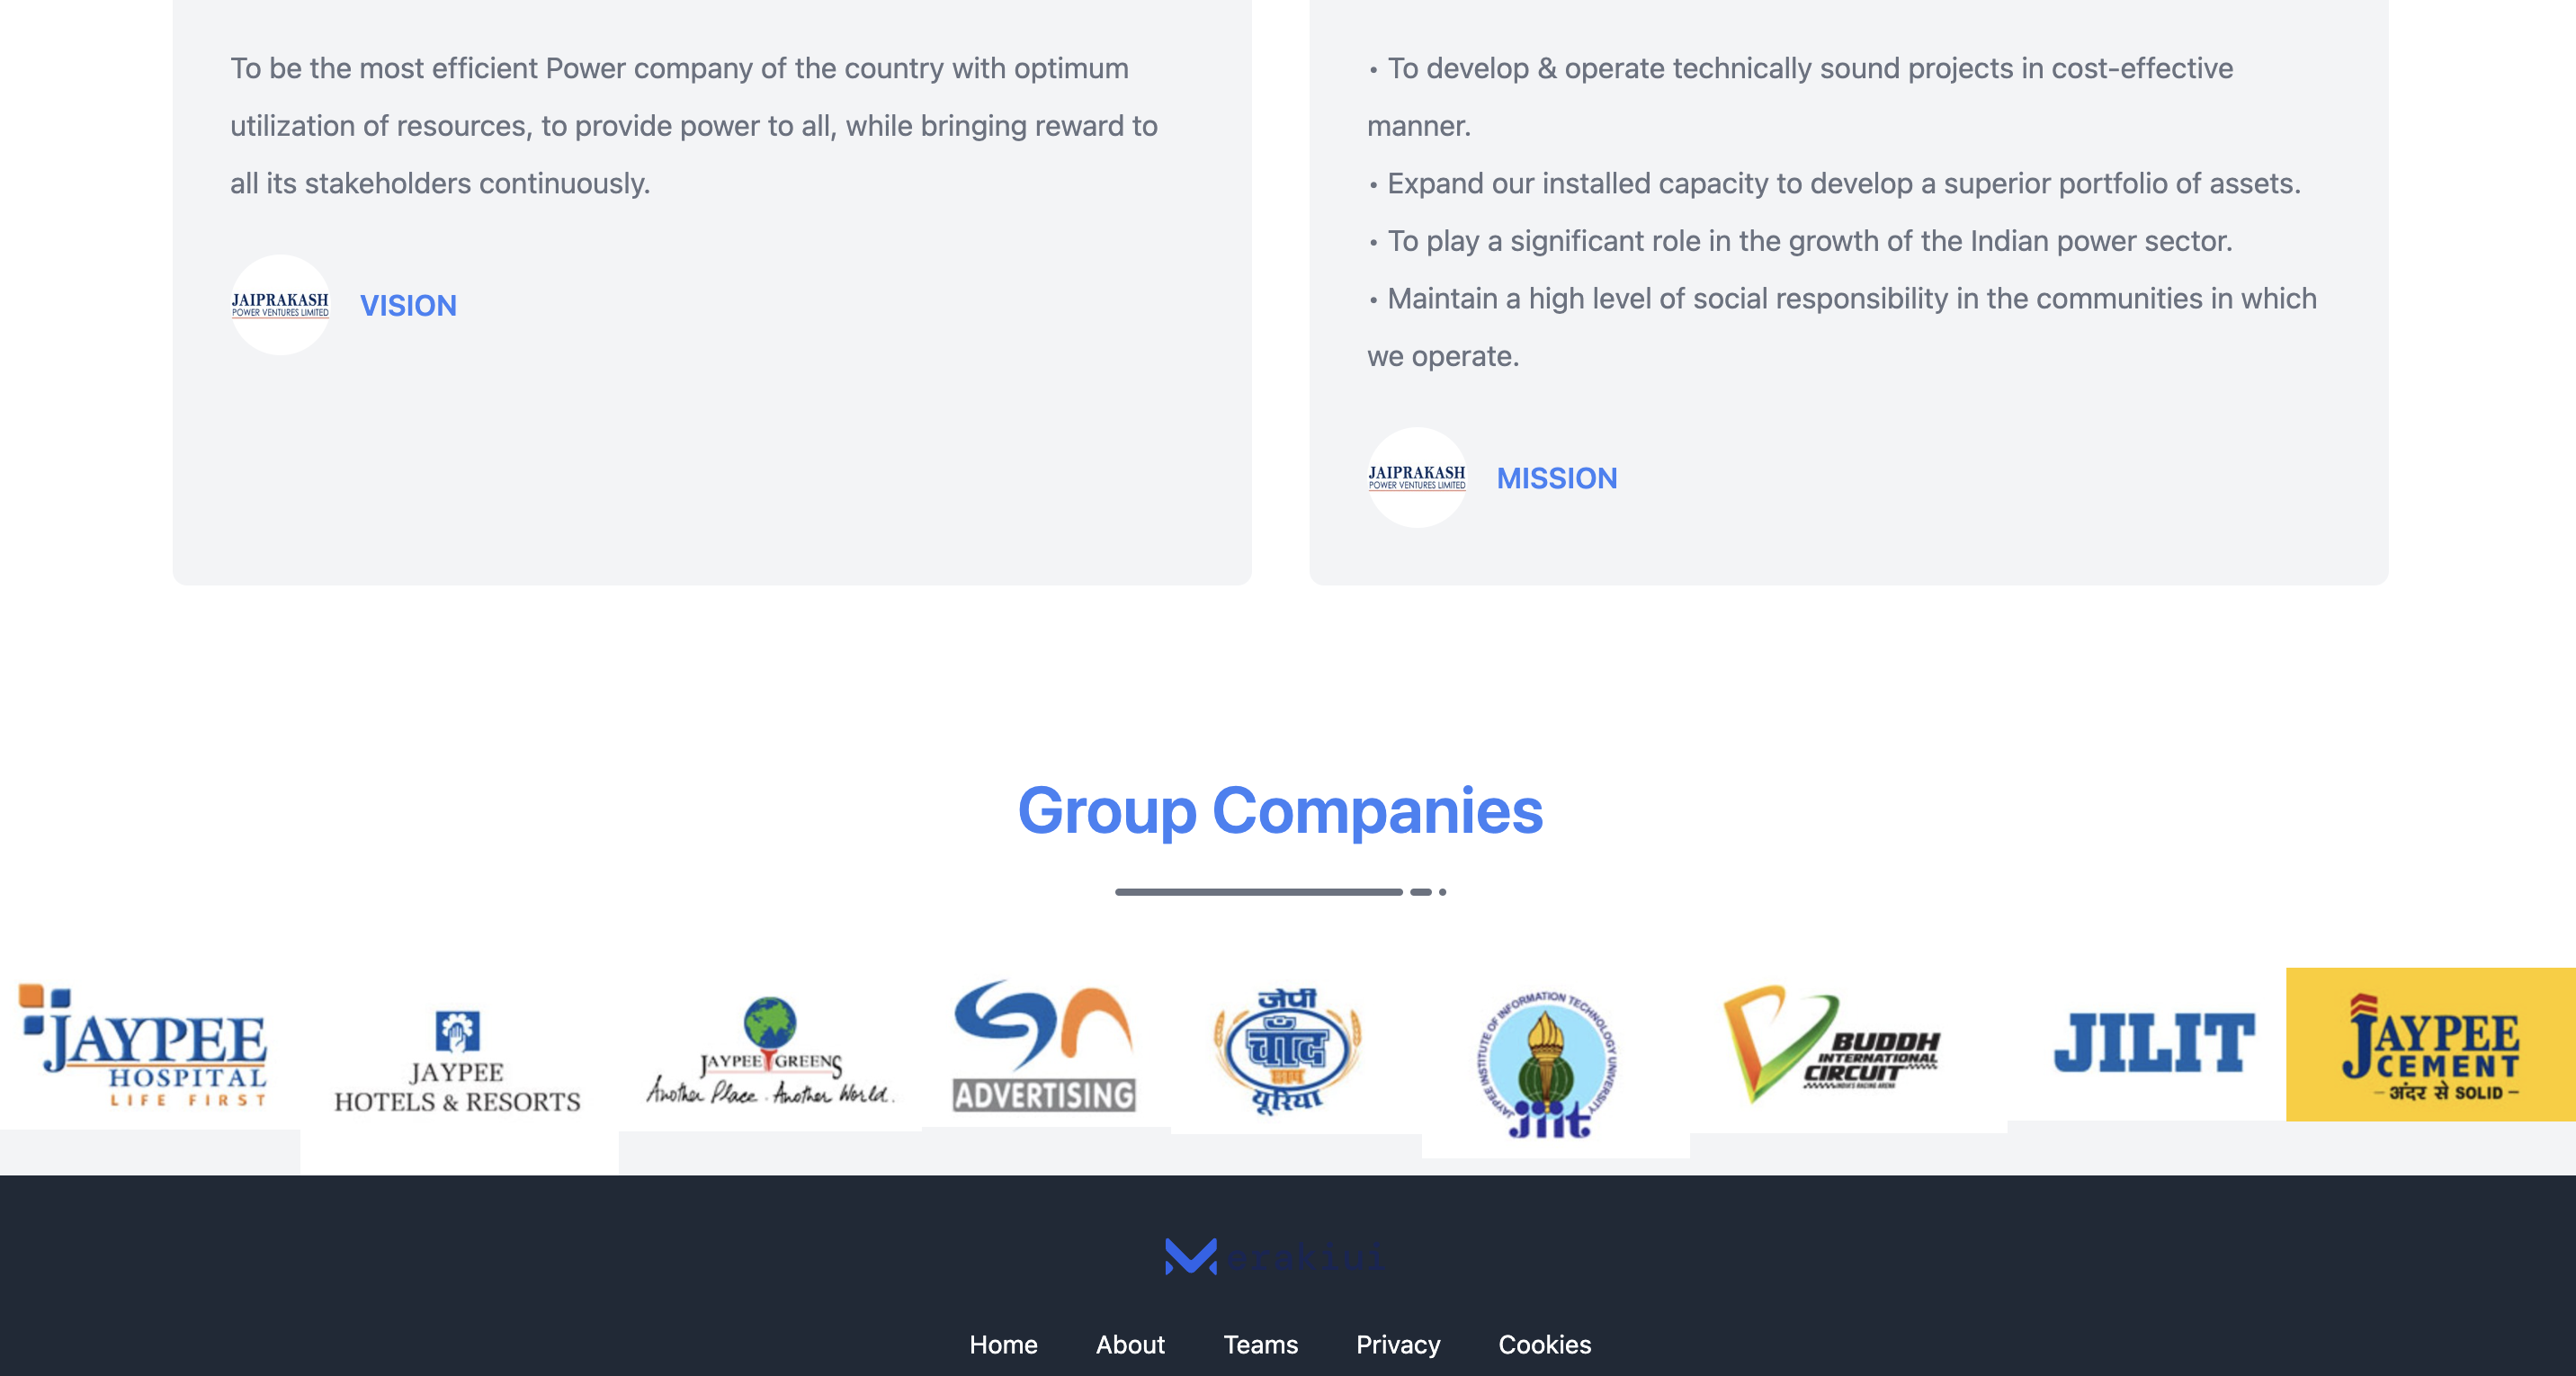 To be the most efficient Power company of the country with optimum
utilization of resources, to provide power to all, while bringing reward to
all its stakeholders continuously.
JAIPRAKASH
POWER VENTURES LIMITED
VISION
• To develop & operate technically sound projects in cost-effective
manner.
• Expand our installed capacity to develop a superior portfolio of assets.
• To play a significant role in the growth of the Indian power sector.
• Maintain a high level of social responsibility in the communities in which
we operate.
JAIPRAKASH
POWER VENTURES LIMITED
MISSION
Group Companies
JAYPEE
HOSPITAL
LIFE FIRST
JAYPEE
HOTELS & RESORTS
JAYPEE GREENS
Another Place. Another World.
ADVERTISING
जेपी
चाँद
छाप
यूरिया
JAYPEE INSTITUTE OF INFORMATION TECHNOLOGY UNIVERSITY
jiit
BUDDH
INTERNATIONAL
CIRCUIT
INDIA'S RACING ARENA
JILIT
JAYPEE
CEMENT
– अंदर से SOLID –
erakiui
Home About Teams Privacy Cookies